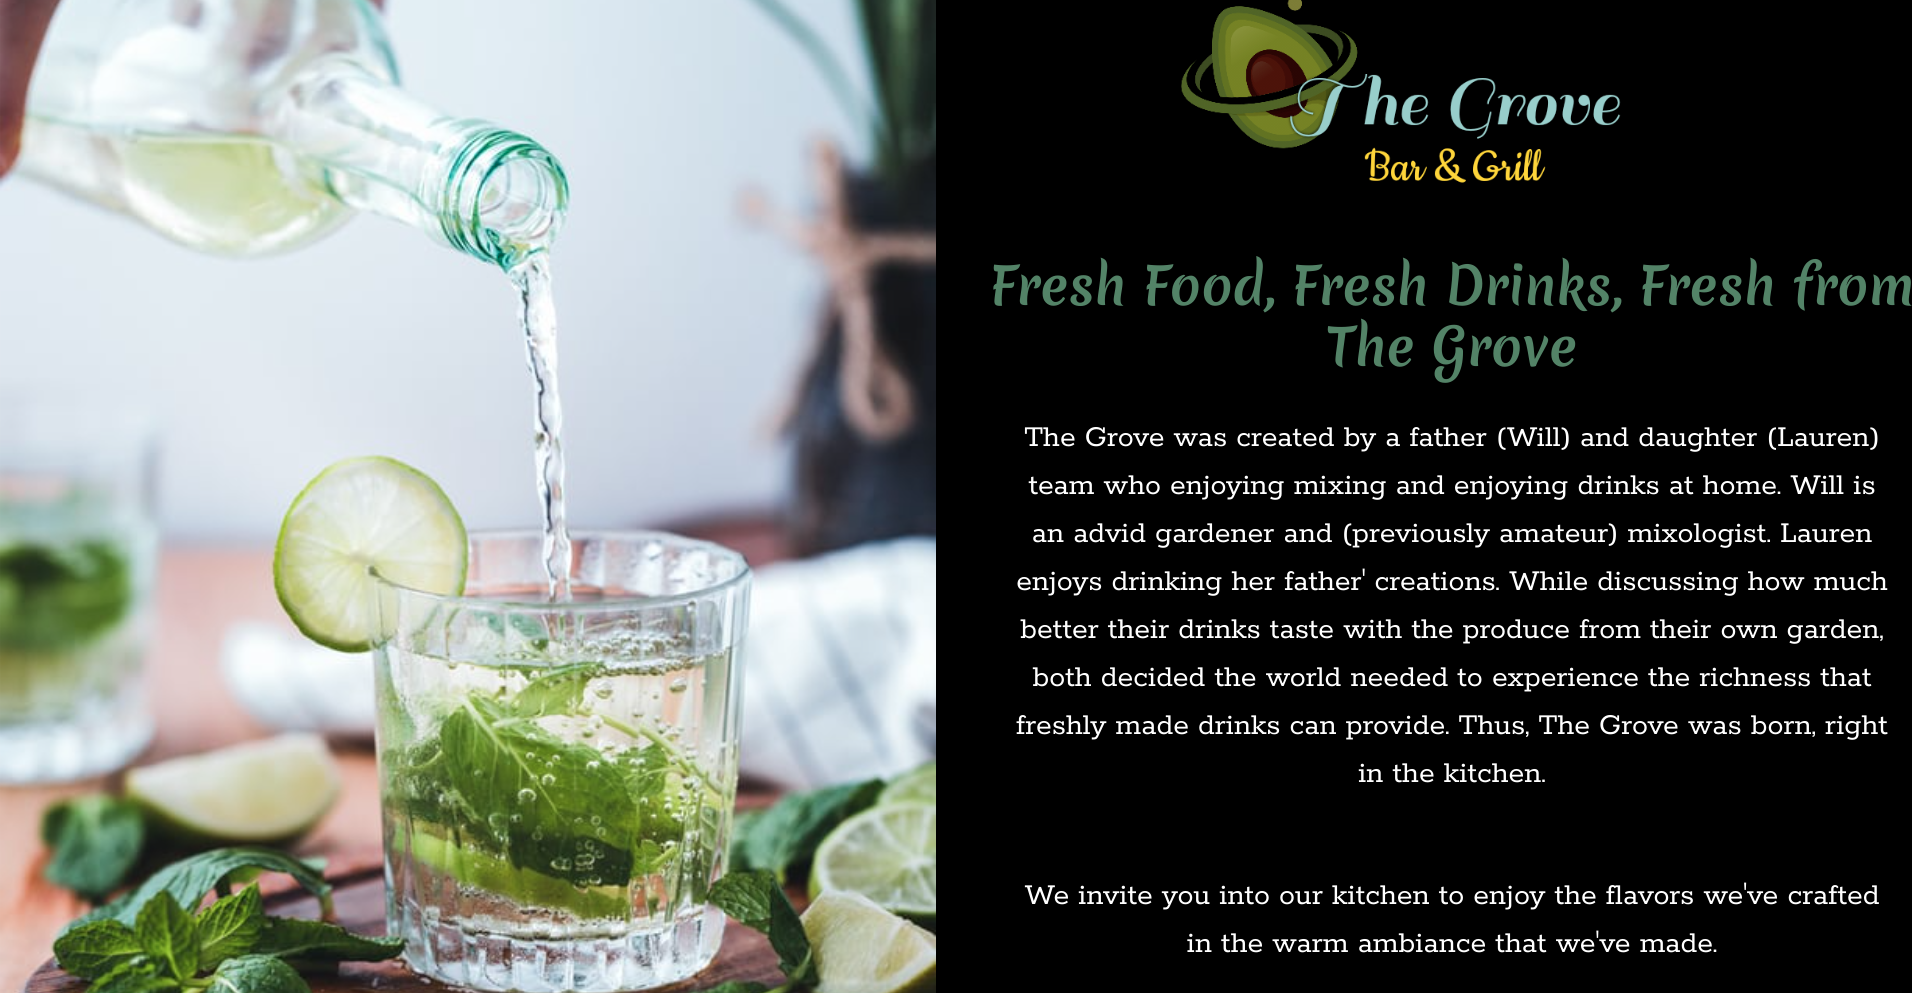 The Grove
Bar & Grill
Fresh Food, Fresh Drinks, Fresh from
The Grove
The Grove was created by a father (Will) and daughter (Lauren)
team who enjoying mixing and enjoying drinks at home. Will is
an advid gardener and (previously amateur) mixologist. Lauren
enjoys drinking her father' creations. While discussing how much
better their drinks taste with the produce from their own garden,
both decided the world needed to experience the richness that
freshly made drinks can provide. Thus, The Grove was born, right
in the kitchen.
We invite you into our kitchen to enjoy the flavors we've crafted
in the warm ambiance that we've made.